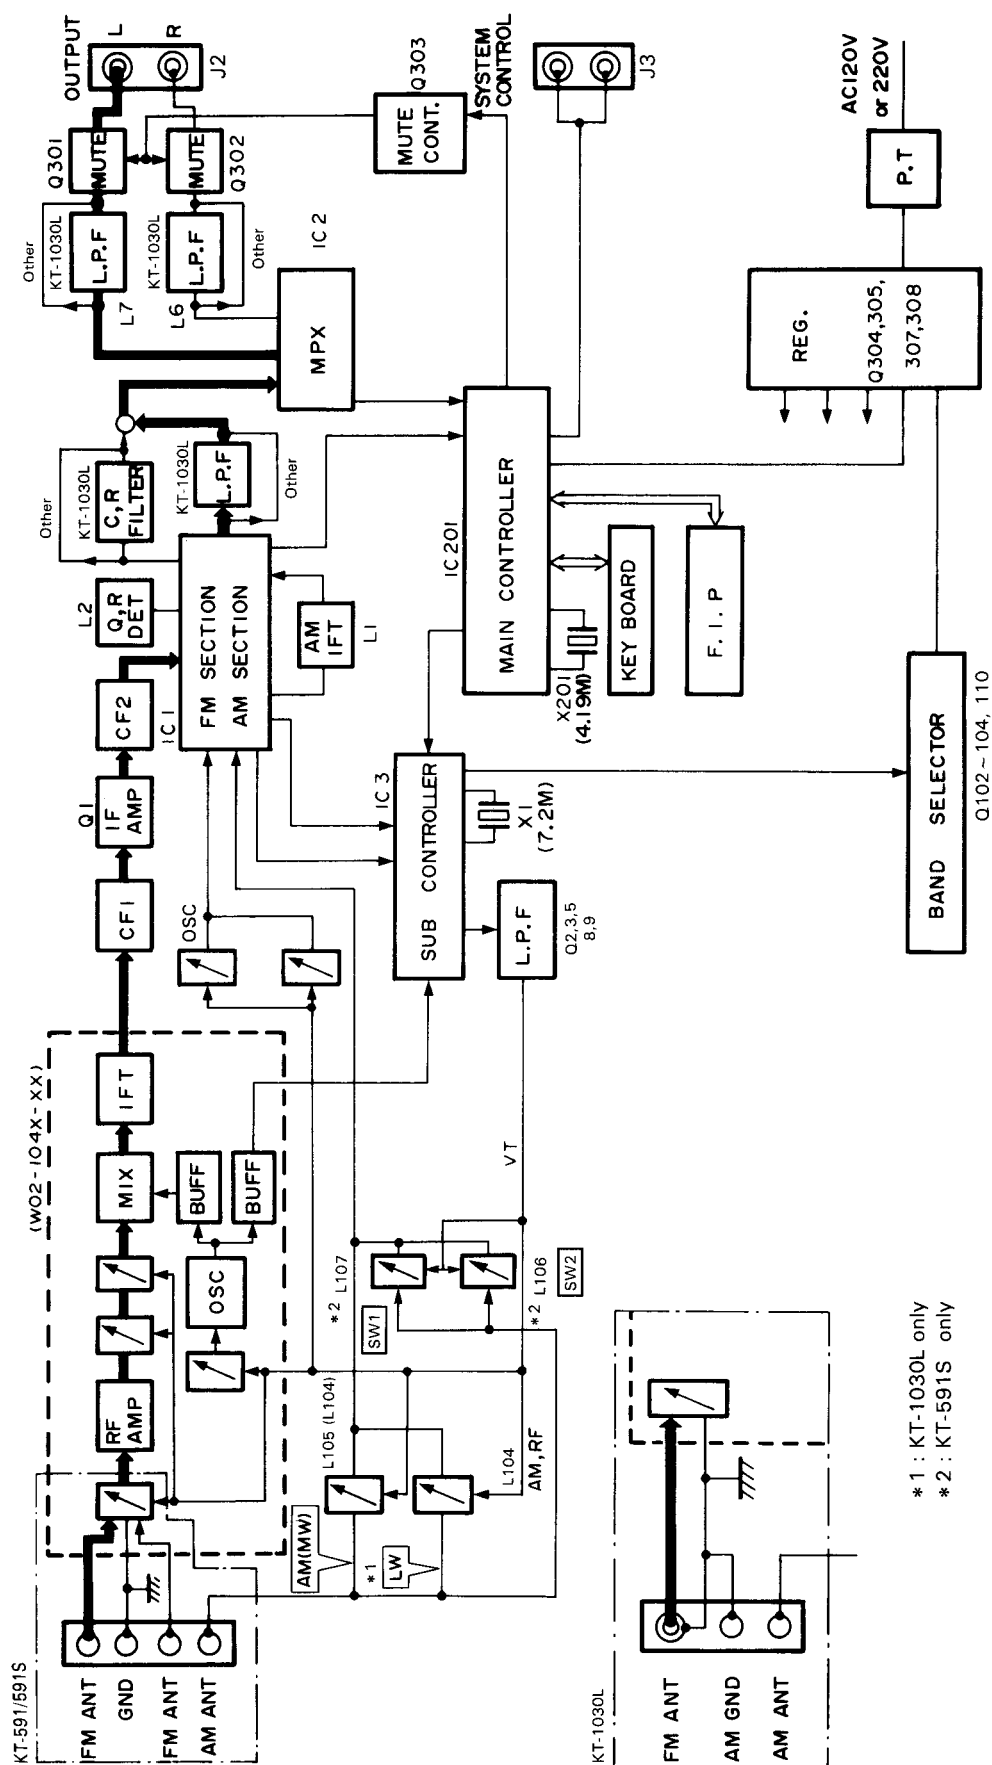 KT-591/591S
FM ANT
GND
FM ANT
AM ANT
(W02-104X-XX)
RF
AMP
MIX
IFT
OSC
BUFF
BUFF
CF1
Q1
IF
AMP
CF2
IC1
FM SECTION
AM SECTION
L2
Q,R
DET
AM
IFT
L1
OSC
Other
KT-1030L
C,R
FILTER
KT-1030L
L.P.F
Other
MPX
IC2
Other
KT-1030L
L.P.F
L7
KT-1030L
L.P.F
L6
Other
Q301
MUTE
MUTE
Q302
OUTPUT
L
R
J2
MUTE
CONT.
Q303
SYSTEM
CONTROL
J3
AM(MW)
*1
LW
L105 (L104)
L104
AM,RF
*2 L107
SW1
*2 L106
SW2
VT
L.P.F
Q2,3,5
8,9
IC3
SUB CONTROLLER
X1
(7.2M)
IC201
MAIN CONTROLLER
X201
(4.19M)
KEY BOARD
F.I.P
BAND SELECTOR
Q102~104, 110
REG.
Q304,305,
307,308
P.T
AC120V
or 220V
KT-1030L
FM ANT
AM GND
AM ANT
*1 : KT-1030L only
*2 : KT-591S only